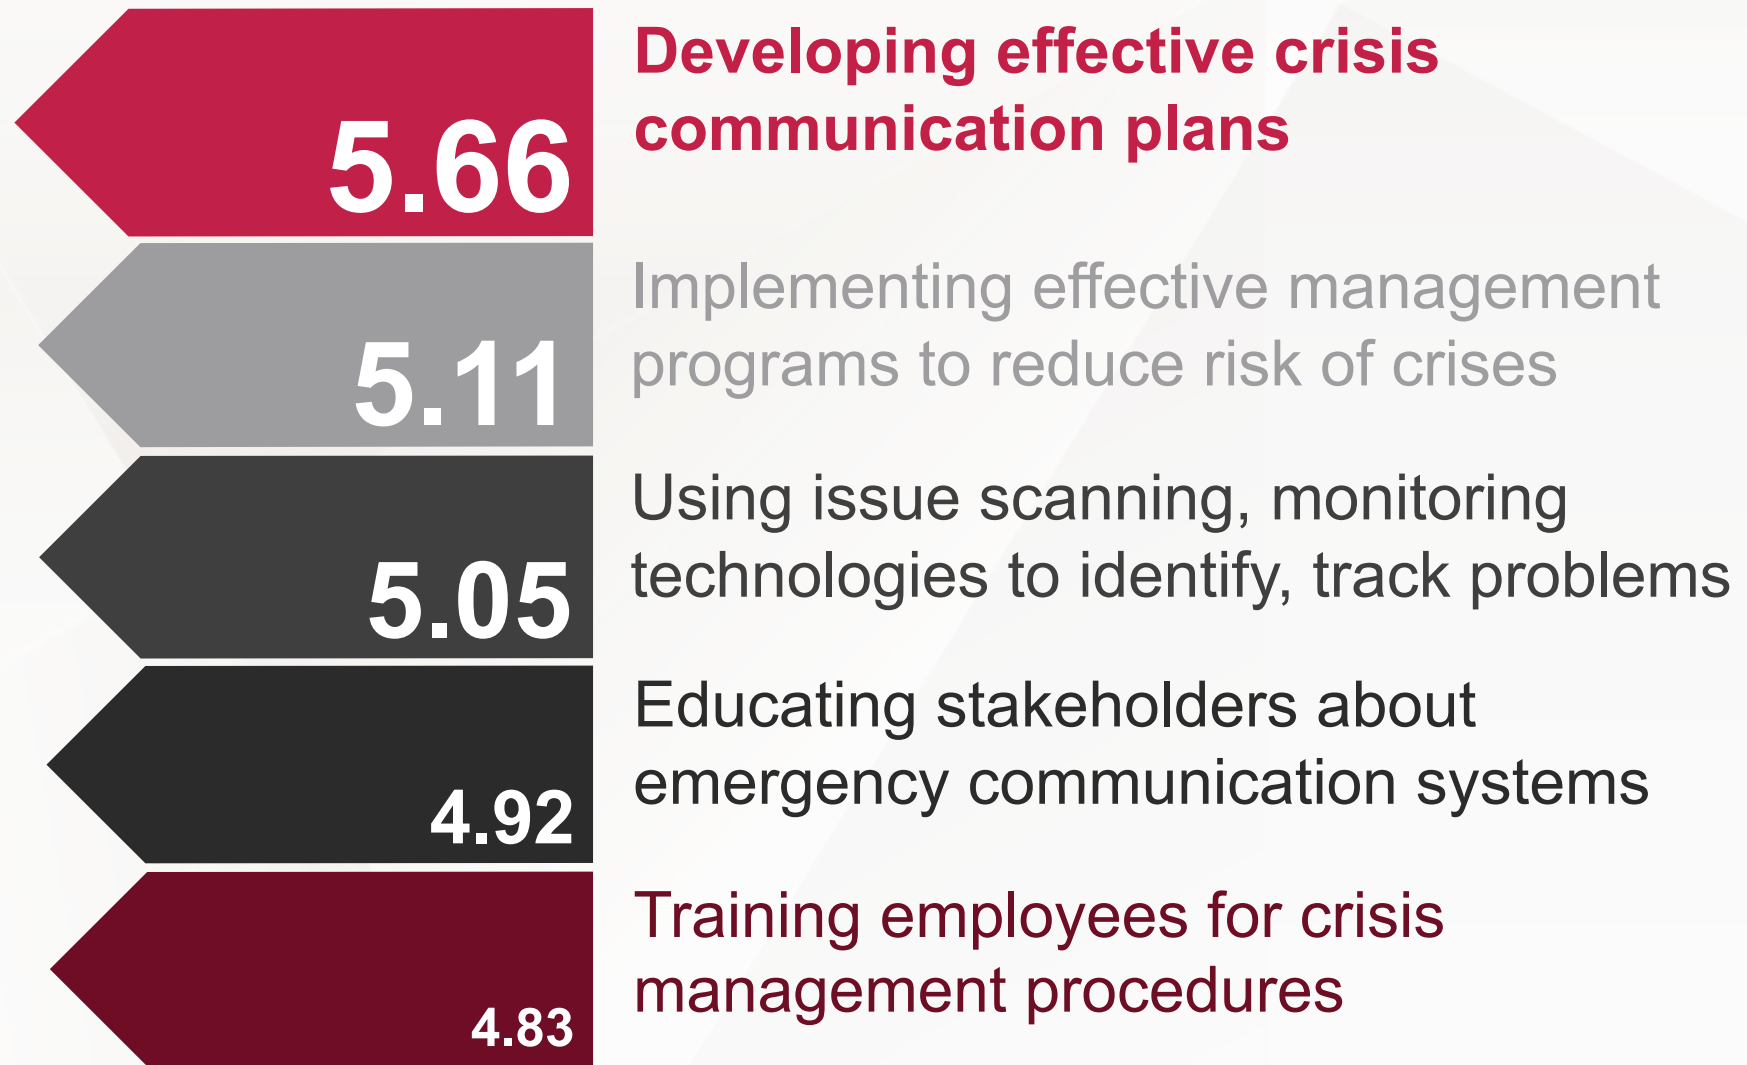 5.66
Developing effective crisis
communication plans
5.11
Implementing effective management
programs to reduce risk of crises
5.05
Using issue scanning, monitoring
technologies to identify, track problems
4.92
Educating stakeholders about
emergency communication systems
4.83
Training employees for crisis
management procedures